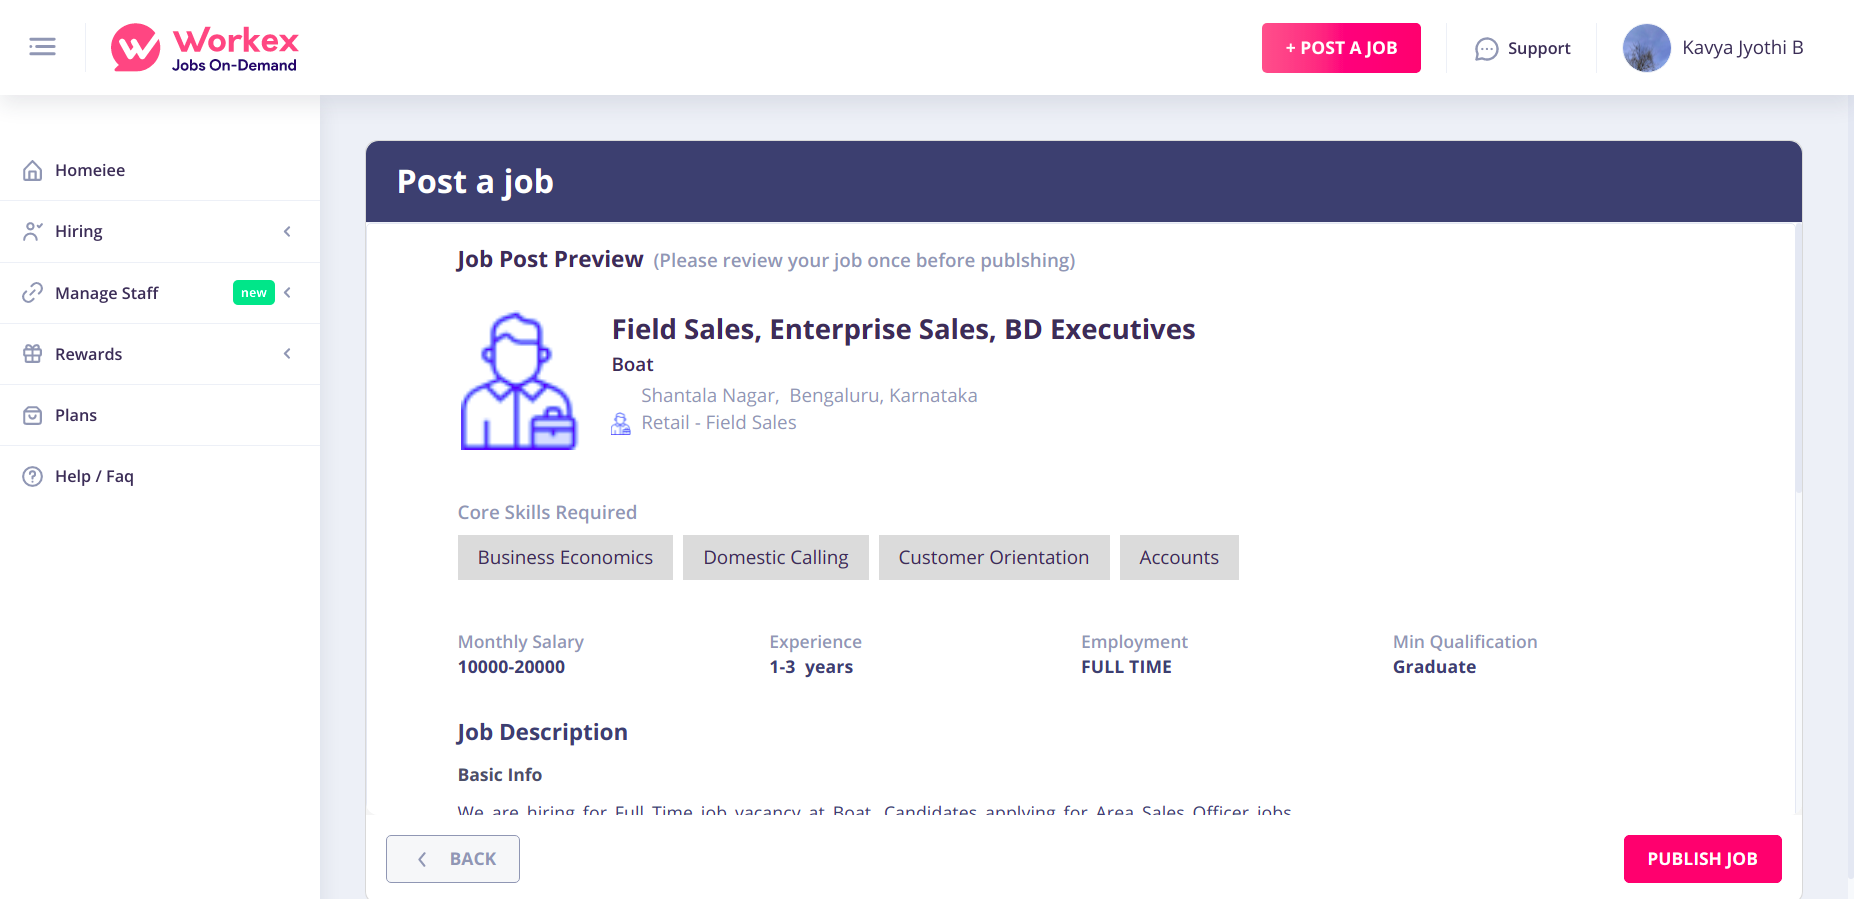 Workex
Jobs On-Demand
+ POST A JOB
Support
Kavya Jyothi B
Homeiee
Hiring
Manage Staff new
Rewards
Plans
Help / Faq
Post a job
Job Post Preview (Please review your job once before publshing)
Field Sales, Enterprise Sales, BD Executives
Boat
Shantala Nagar, Bengaluru, Karnataka
Retail - Field Sales
Core Skills Required
Business Economics Domestic Calling Customer Orientation Accounts
Monthly Salary Experience Employment Min Qualification
10000-20000 1-3 years FULL TIME Graduate
Job Description
Basic Info
We are hiring for Full Time job vacancy at Boat. Candidates applying for Area Sales Officer jobs
BACK
PUBLISH JOB